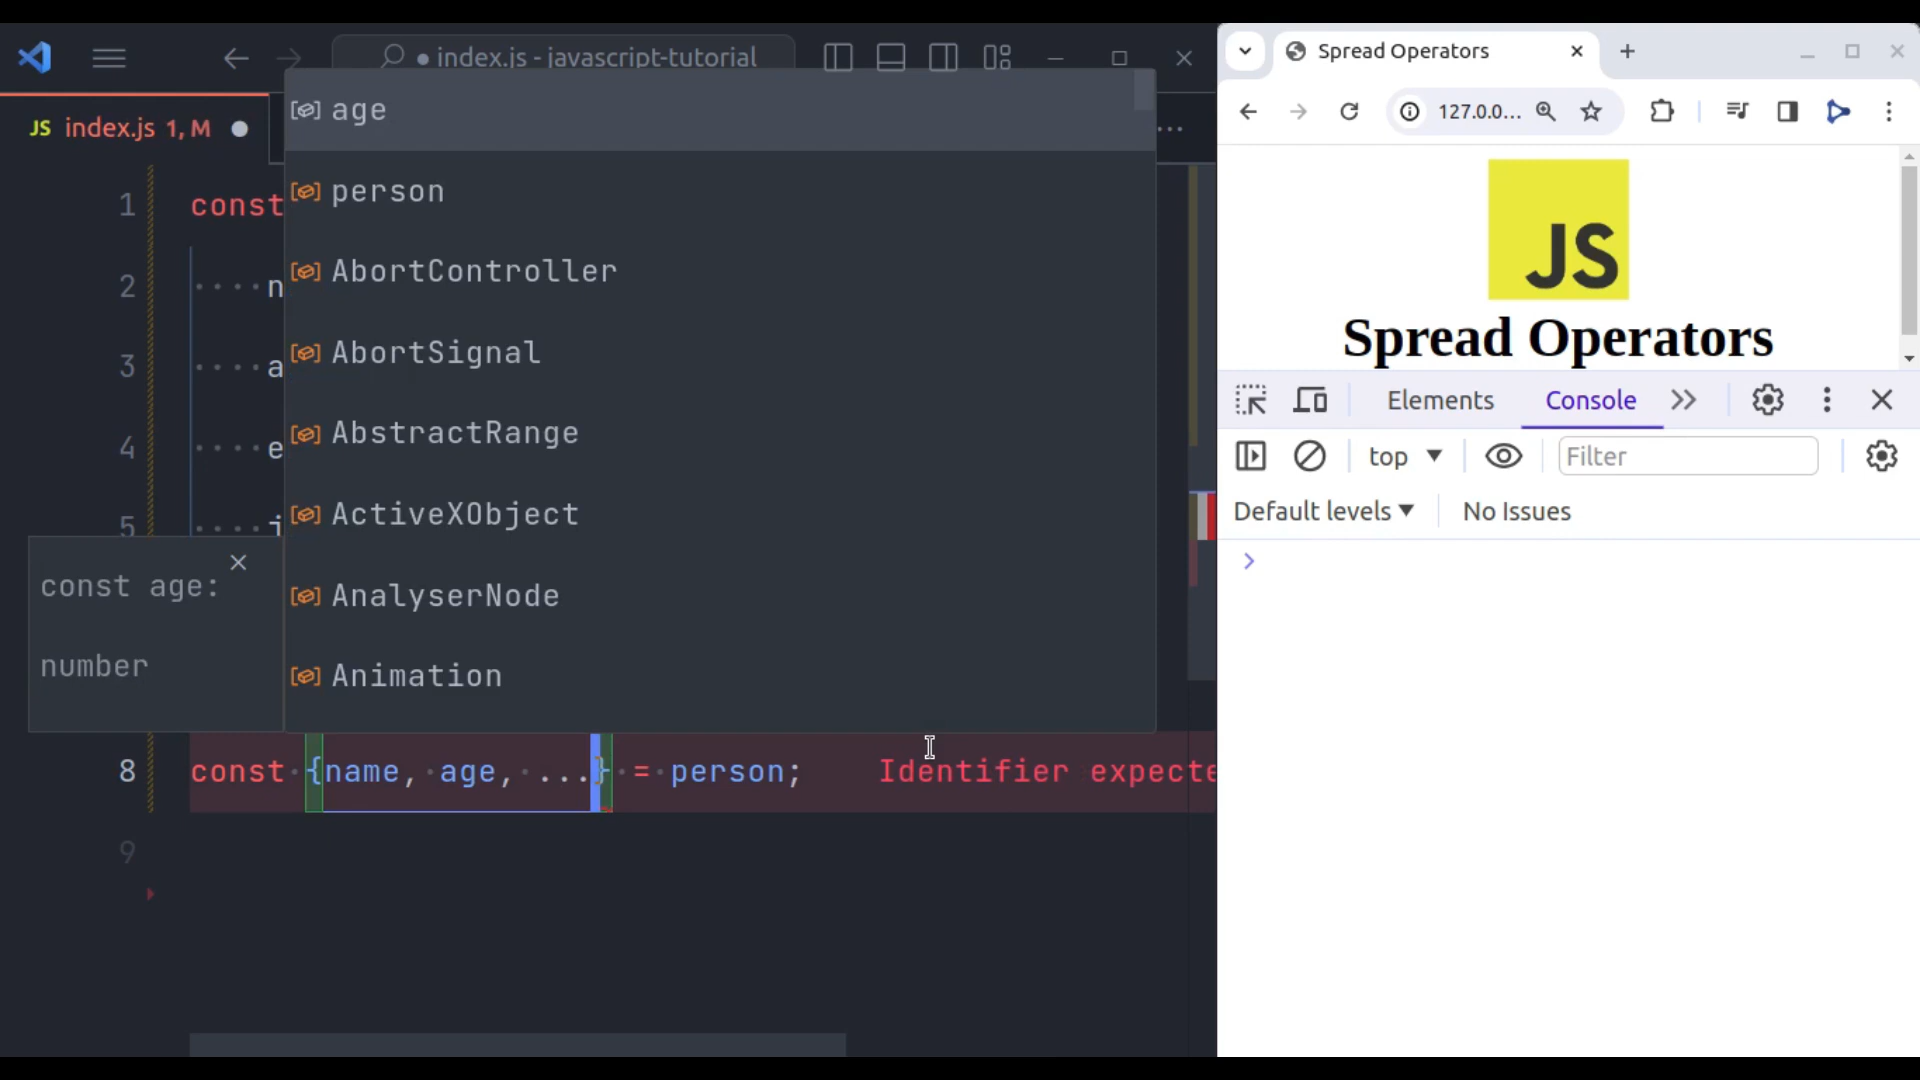 index.js - javascript-tutorial
JS index.js 1, M
age
person
AbortController
AbortSignal
AbstractRange
ActiveXObject
AnalyserNode
Animation
const age:
number
1 const
2 ····n
3 ····a
4 ····e
5 ····j
8 const {name, age, ...} = person; Identifier expecte
9
Spread Operators
127.0.0...
JS
Spread Operators
Elements
Console
top
Filter
Default levels
No Issues